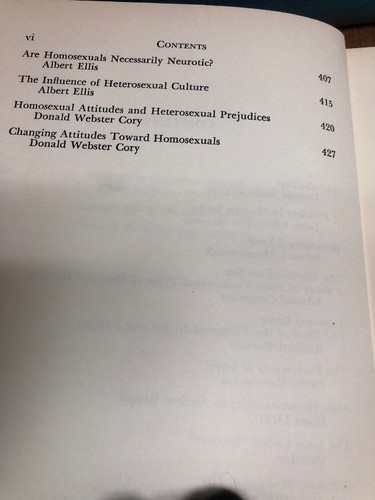 vi
CONTENTS
Are Homosexuals Necessarily Neurotic?
Albert Ellis 407
The Influence of Heterosexual Culture
Albert Ellis 415
Homosexual Attitudes and Heterosexual Prejudices
Donald Webster Cory 420
Changing Attitudes Toward Homosexuals
Donald Webster Cory 427